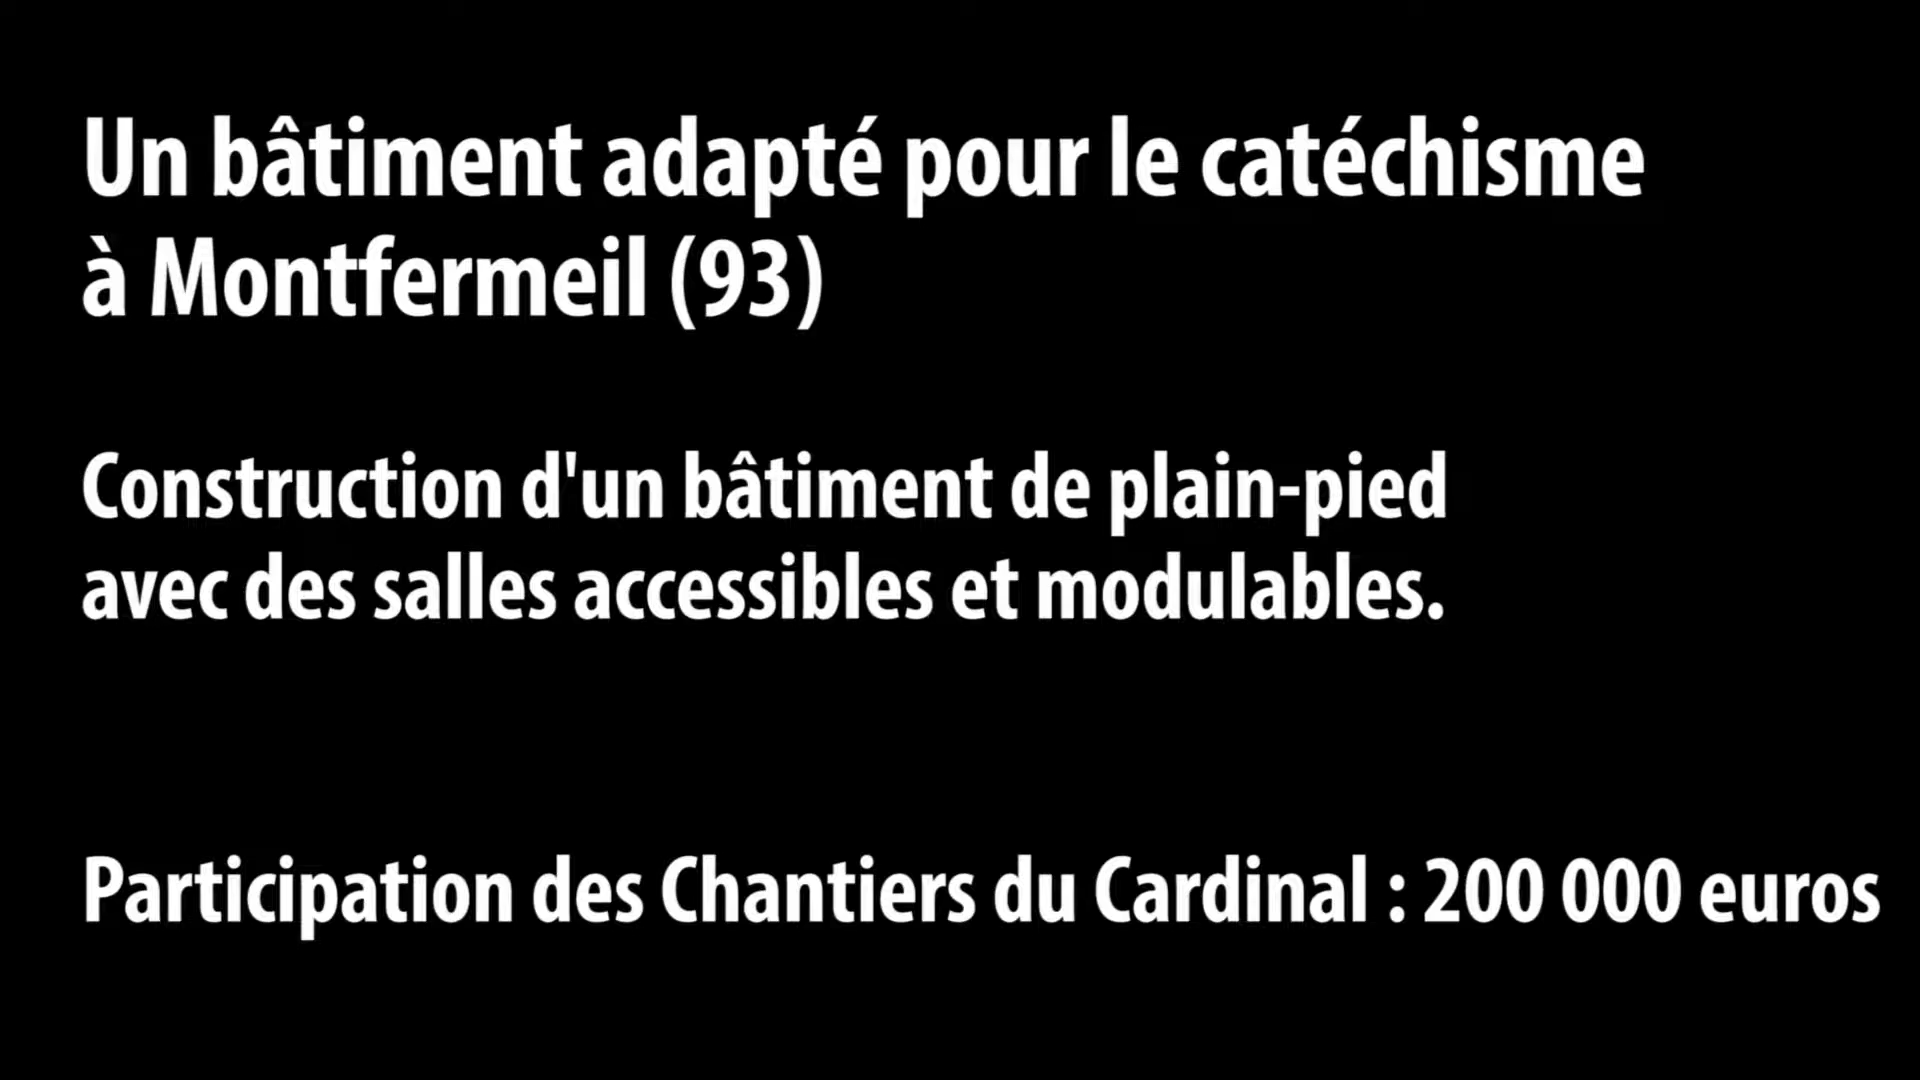 Un bâtiment adapté pour le catéchisme
à Montfermeil (93)
Construction d'un bâtiment de plain-pied
avec des salles accessibles et modulables.
Participation des Chantiers du Cardinal : 200 000 euros